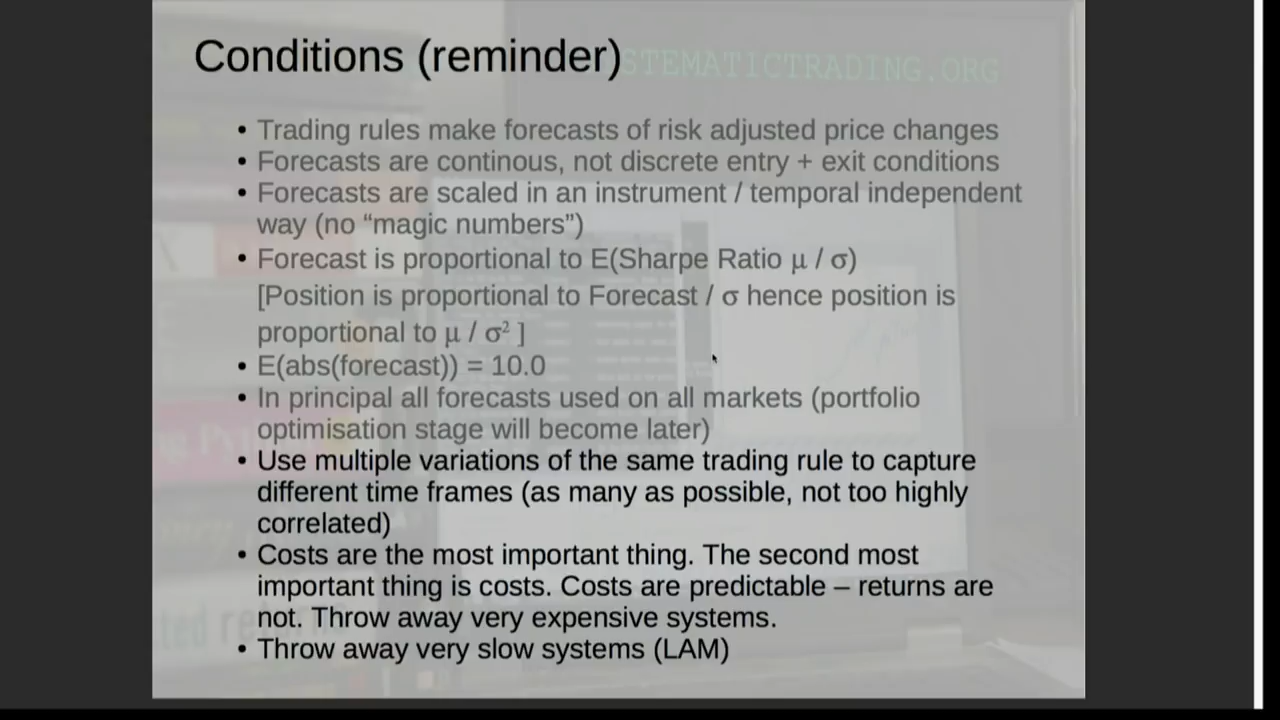 Conditions (reminder)
STEMATICTRADING.ORG
• Trading rules make forecasts of risk adjusted price changes
• Forecasts are continous, not discrete entry + exit conditions
• Forecasts are scaled in an instrument / temporal independent
way (no “magic numbers”)
• Forecast is proportional to E(Sharpe Ratio μ / σ)
[Position is proportional to Forecast / σ hence position is
proportional to μ / σ² ]
• E(abs(forecast)) = 10.0
• In principal all forecasts used on all markets (portfolio
optimisation stage will become later)
• Use multiple variations of the same trading rule to capture
different time frames (as many as possible, not too highly
correlated)
• Costs are the most important thing. The second most
important thing is costs. Costs are predictable – returns are
not. Throw away very expensive systems.
• Throw away very slow systems (LAM)